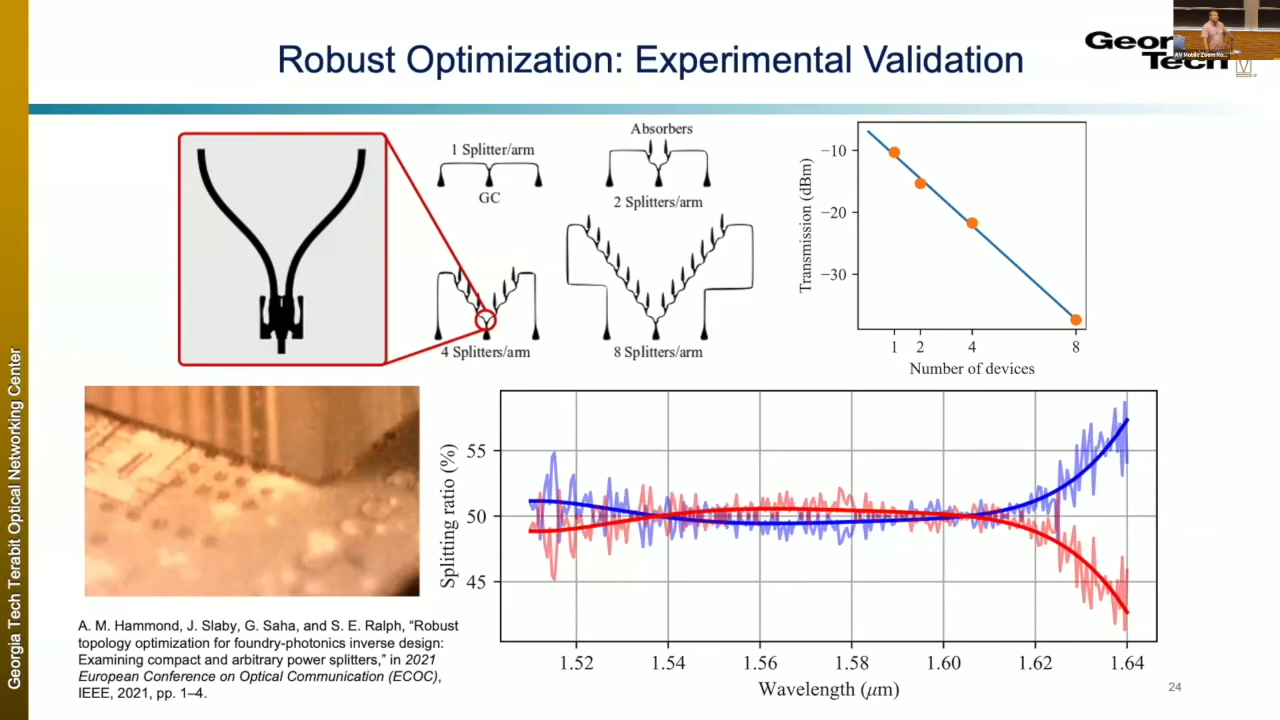 Robust Optimization: Experimental Validation
Geor
Tech
Georgia Tech Terabit Optical Networking Center
1 Splitter/arm
GC
Absorbers
2 Splitters/arm
4 Splitters/arm
8 Splitters/arm
Transmission (dBm)
−10
−20
−30
1 2 4 8
Number of devices
Splitting ratio (%)
55
50
45
1.52 1.54 1.56 1.58 1.60 1.62 1.64
Wavelength (μm)
A. M. Hammond, J. Slaby, G. Saha, and S. E. Ralph, “Robust
topology optimization for foundry-photonics inverse design:
Examining compact and arbitrary power splitters,” in 2021
European Conference on Optical Communication (ECOC),
IEEE, 2021, pp. 1–4.
24